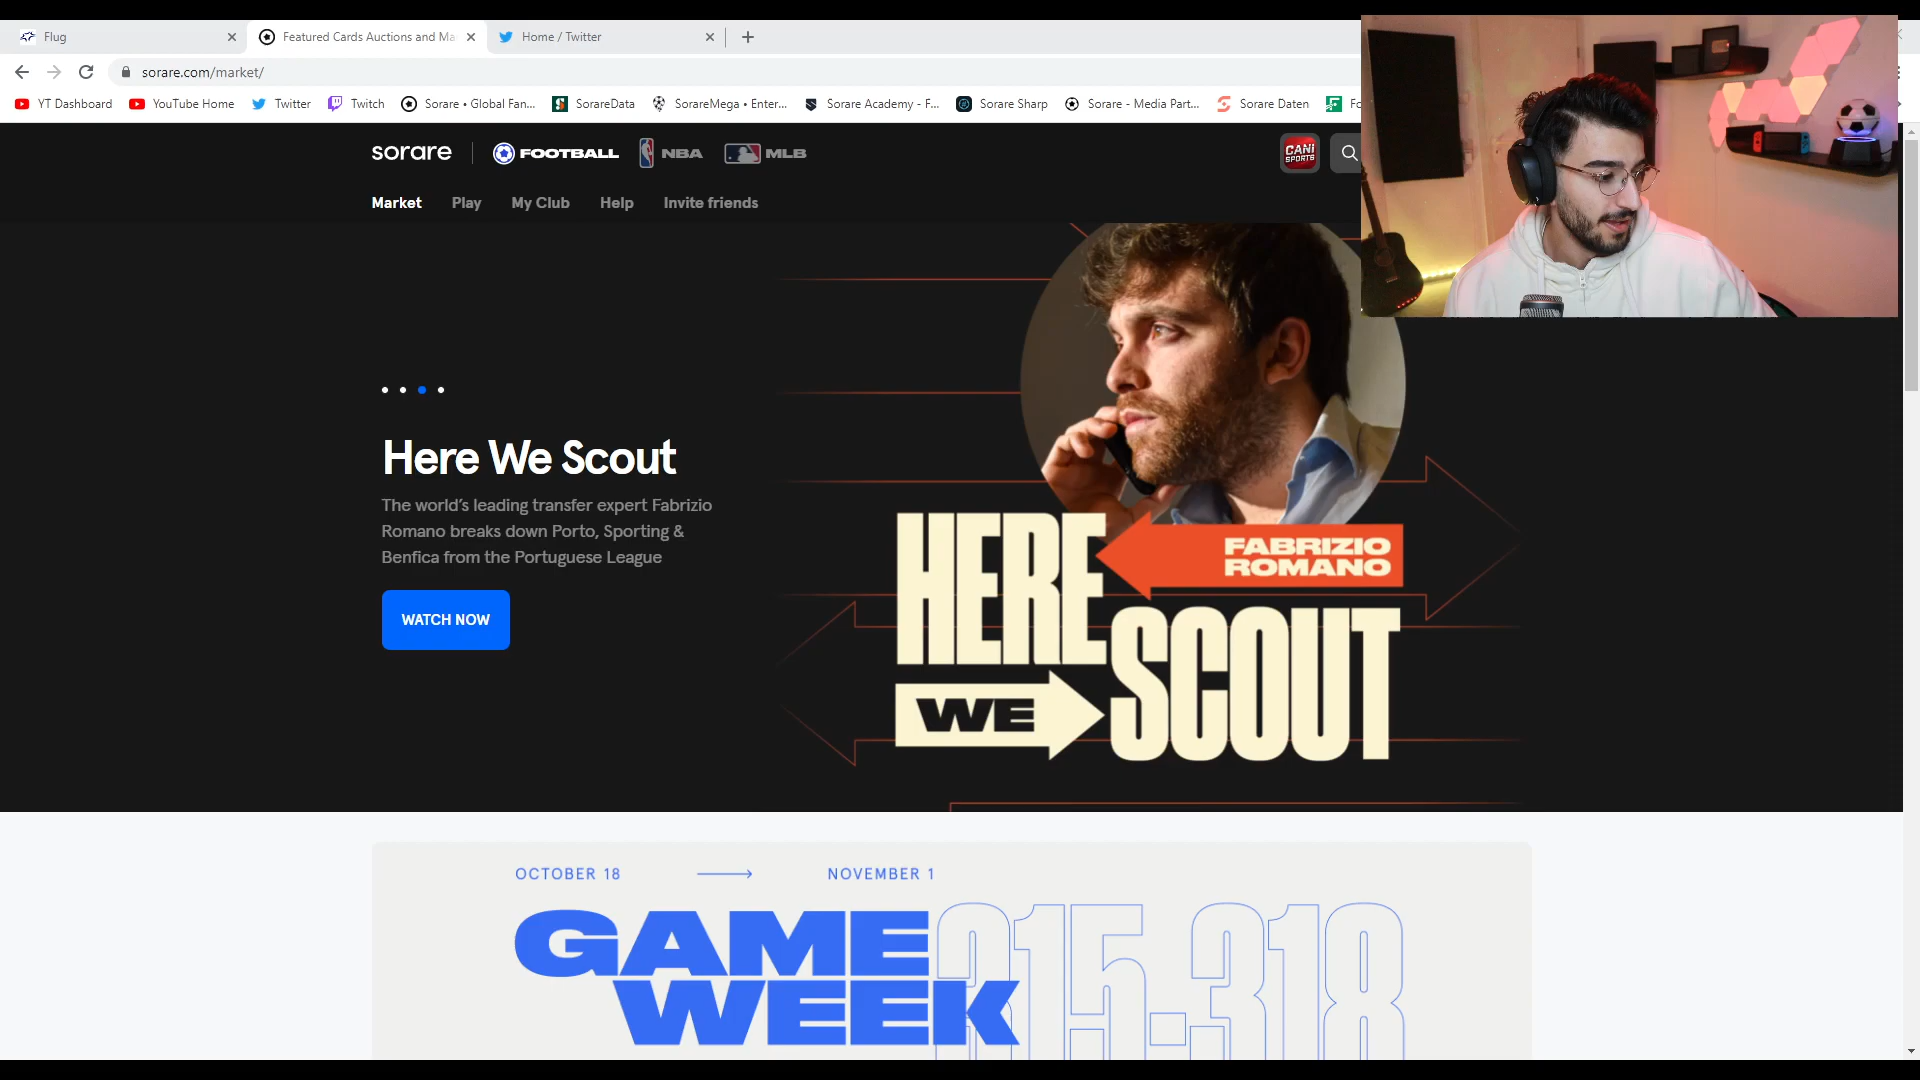 Flug
Featured Cards Auctions and Ma
Home / Twitter
sorare.com/market/
YT Dashboard
YouTube Home
Twitter
Twitch
Sorare • Global Fan...
SorareData
SorareMega • Enter...
Sorare Academy - F...
Sorare Sharp
Sorare - Media Part...
Sorare Daten
Fo
sorare
FOOTBALL
NBA
MLB
CANI
SPORTS
Market
Play
My Club
Help
Invite friends
Here We Scout
The world's leading transfer expert Fabrizio
Romano breaks down Porto, Sporting &
Benfica from the Portuguese League
WATCH NOW
HERE
FABRIZIO
ROMANO
WE
SCOUT
OCTOBER 18
NOVEMBER 1
GAME
WEEK
315-318